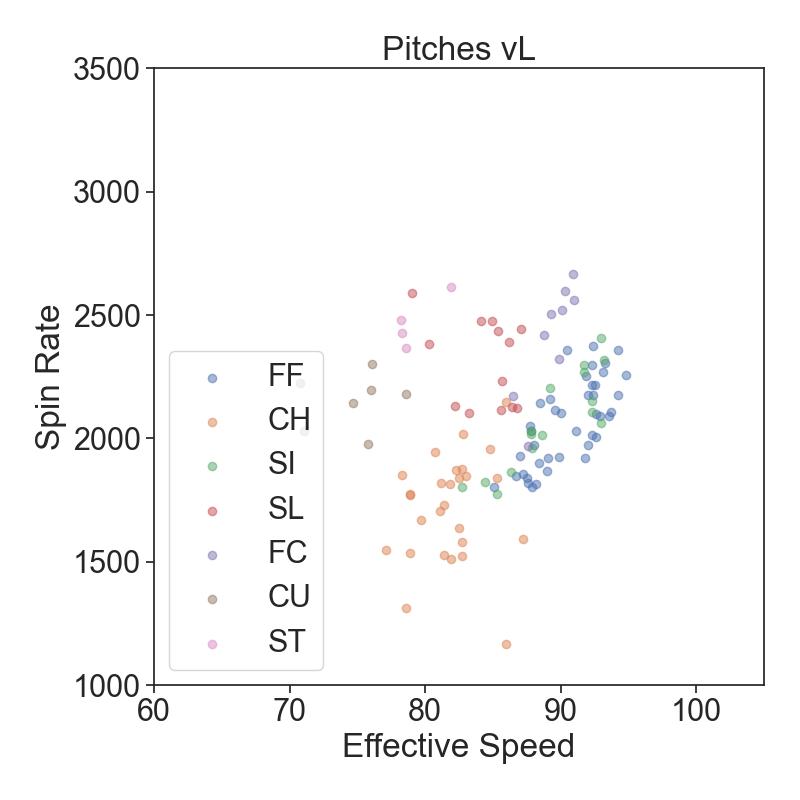 Pitches vL
3500
3000
2500
2000
1500
1000
Spin Rate
FF
CH
SI
SL
FC
CU
ST
60 70 80 90 100
Effective Speed